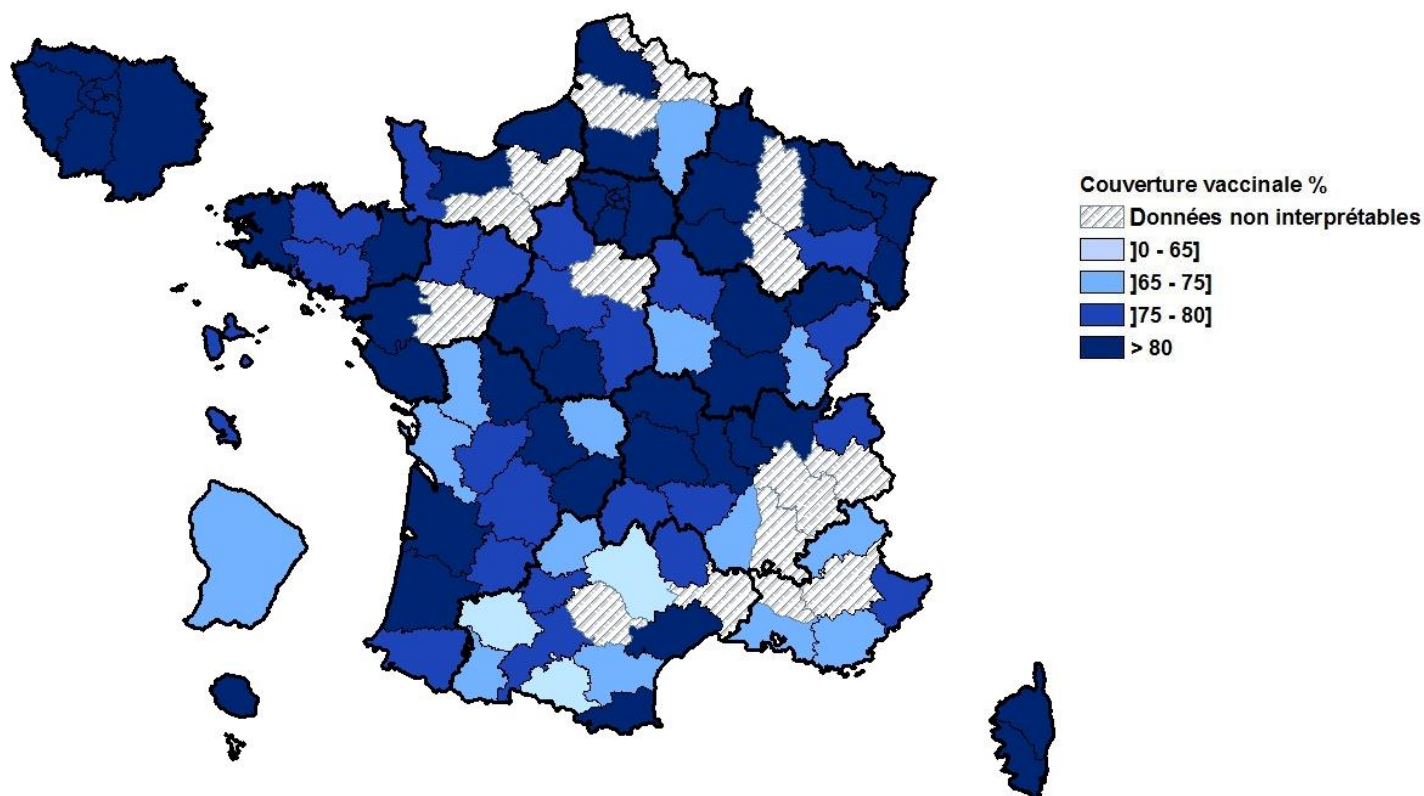 Couverture vaccinale %
Données non interprétables
]0 - 65]
]65 - 75]
]75 - 80]
> 80